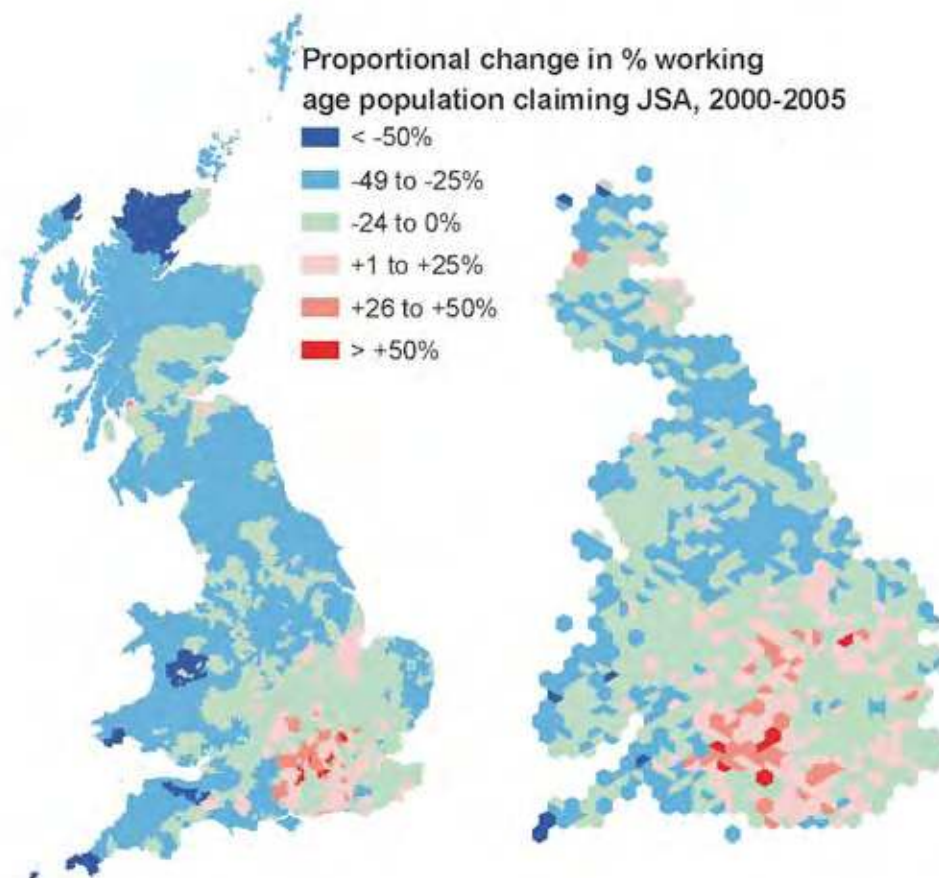 Proportional change in % working
age population claiming JSA, 2000-2005
< -50%
-49 to -25%
-24 to 0%
+1 to +25%
+26 to +50%
> +50%